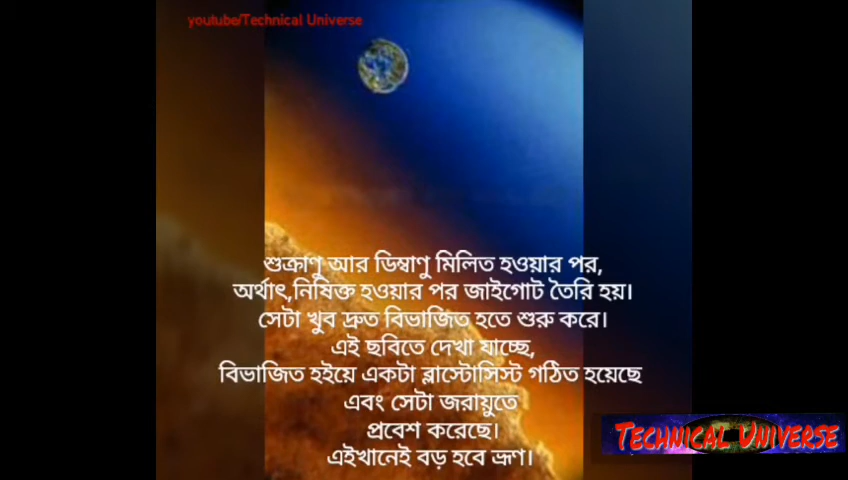 youtube/Technical Universe
শুক্রাণু আর ডিম্বাণু মিলিত হওয়ার পর,
অর্থাৎ,নিষিক্ত হওয়ার পর জাইগোট তৈরি হয়।
সেটা খুব দ্রুত বিভাজিত হতে শুরু করে।
এই ছবিতে দেখা যাচ্ছে,
বিভাজিত হইয়ে একটা ব্লাস্টোসিস্ট গঠিত হয়েছে
এবং সেটা জরায়ুতে
প্রবেশ করেছে।
এইখানেই বড় হবে ভ্রূণ।
TECHNICAL UNIVERSE